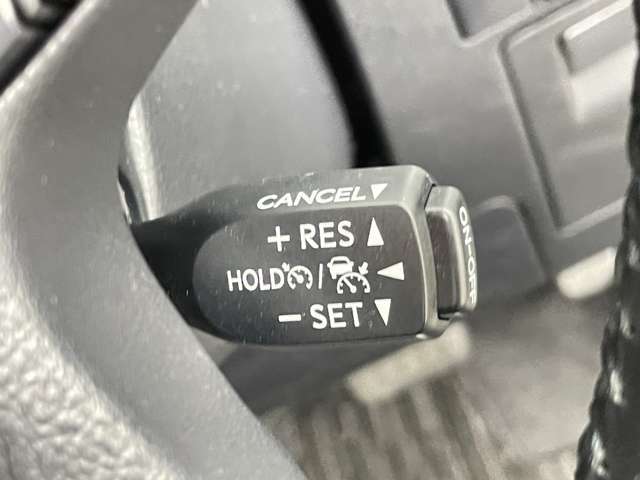 CANCEL▼
+ RES ▲
HOLD / ◀
- SET ▼
ON-OFF